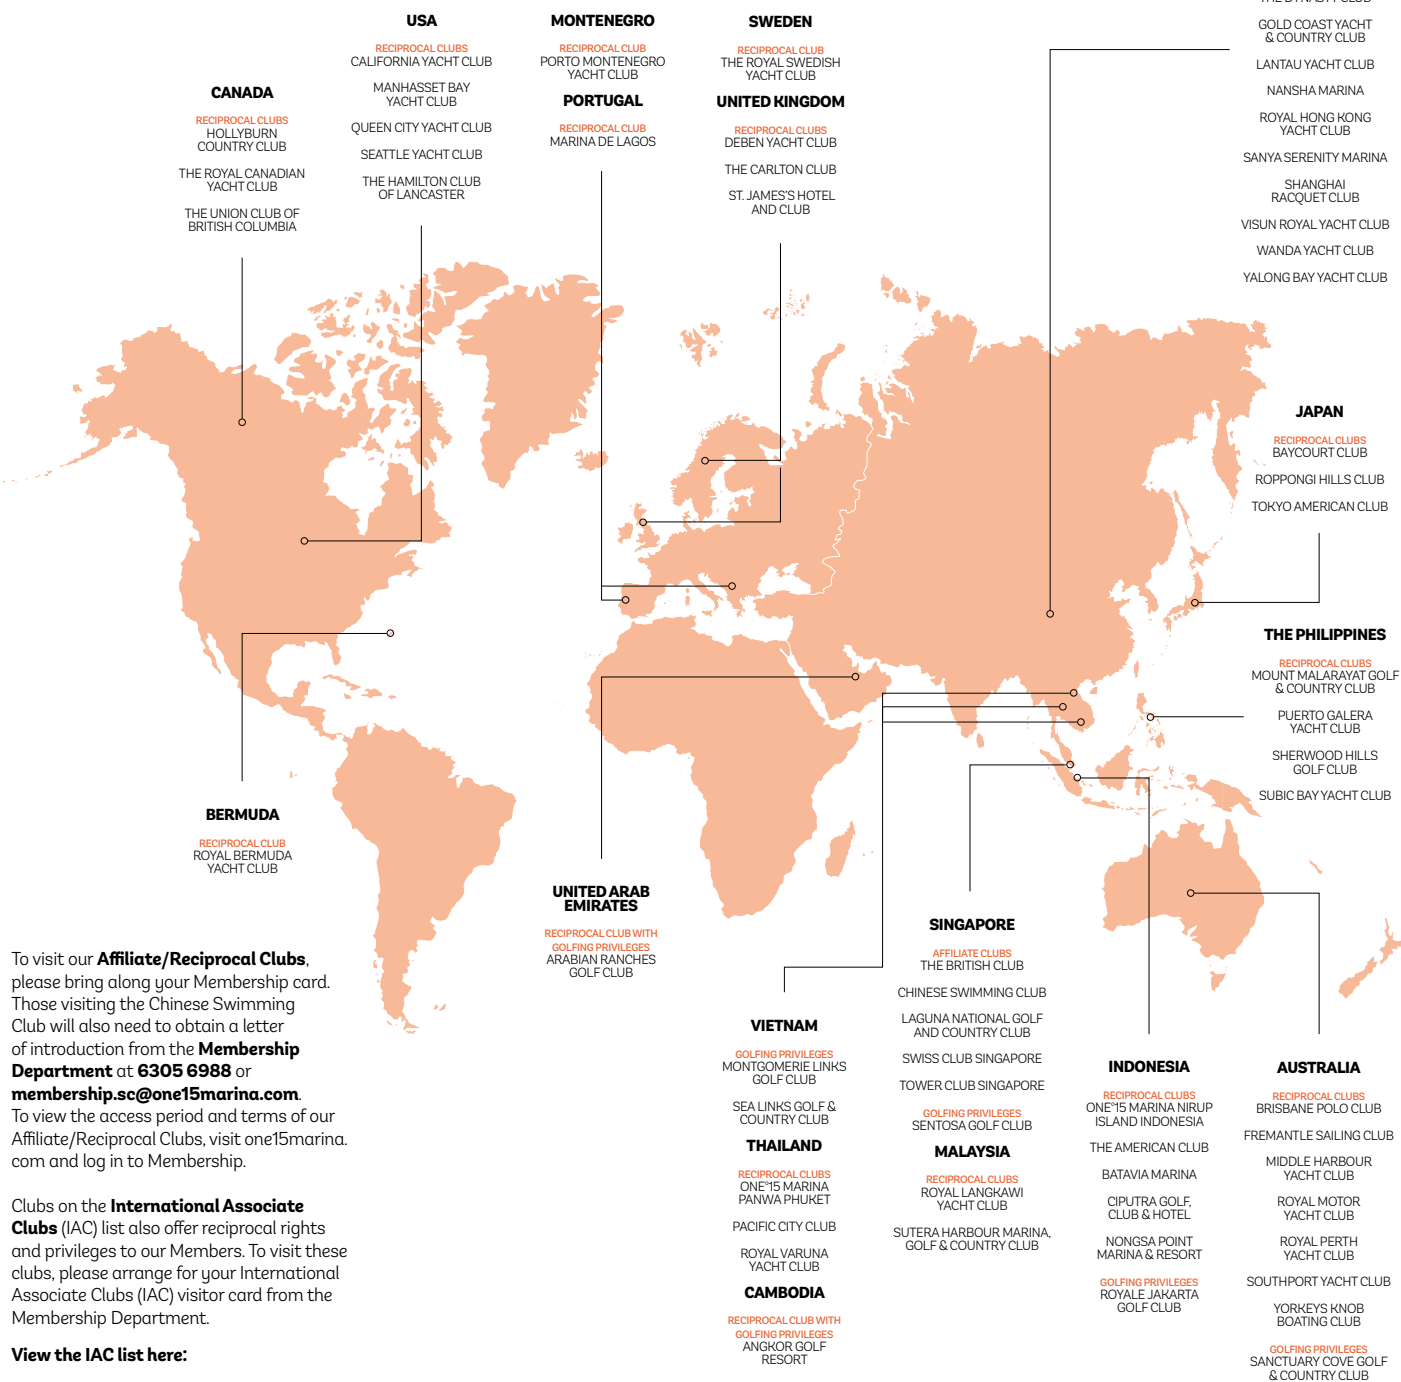 CANADA
RECIPROCAL CLUBS
HOLLYBURN
COUNTRY CLUB
THE ROYAL CANADIAN
YACHT CLUB
THE UNION CLUB OF
BRITISH COLUMBIA
USA
RECIPROCAL CLUBS
CALIFORNIA YACHT CLUB
MANHASSET BAY
YACHT CLUB
QUEEN CITY YACHT CLUB
SEATTLE YACHT CLUB
THE HAMILTON CLUB
OF LANCASTER
MONTENEGRO
RECIPROCAL CLUB
PORTO MONTENEGRO
YACHT CLUB
PORTUGAL
RECIPROCAL CLUB
MARINA DE LAGOS
SWEDEN
RECIPROCAL CLUB
THE ROYAL SWEDISH
YACHT CLUB
UNITED KINGDOM
RECIPROCAL CLUBS
DEBEN YACHT CLUB
THE CARLTON CLUB
ST. JAMES'S HOTEL
AND CLUB
THE DYNASTY CLUB
GOLD COAST YACHT
& COUNTRY CLUB
LANTAU YACHT CLUB
NANSHA MARINA
ROYAL HONG KONG
YACHT CLUB
SANYA SERENITY MARINA
SHANGHAI
RACQUET CLUB
VISUN ROYAL YACHT CLUB
WANDA YACHT CLUB
YALONG BAY YACHT CLUB
JAPAN
RECIPROCAL CLUBS
BAYCOURT CLUB
ROPPONGI HILLS CLUB
TOKYO AMERICAN CLUB
THE PHILIPPINES
RECIPROCAL CLUBS
MOUNT MALARAYAT GOLF
& COUNTRY CLUB
PUERTO GALERA
YACHT CLUB
SHERWOOD HILLS
GOLF CLUB
SUBIC BAY YACHT CLUB
BERMUDA
RECIPROCAL CLUB
ROYAL BERMUDA
YACHT CLUB
UNITED ARAB
EMIRATES
RECIPROCAL CLUB WITH
GOLFING PRIVILEGES
ARABIAN RANCHES
GOLF CLUB
VIETNAM
GOLFING PRIVILEGES
MONTGOMERIE LINKS
GOLF CLUB
SEA LINKS GOLF &
COUNTRY CLUB
THAILAND
RECIPROCAL CLUBS
ONE°15 MARINA
PANWA PHUKET
PACIFIC CITY CLUB
ROYAL VARUNA
YACHT CLUB
CAMBODIA
RECIPROCAL CLUB WITH
GOLFING PRIVILEGES
ANGKOR GOLF
RESORT
SINGAPORE
AFFILIATE CLUBS
THE BRITISH CLUB
CHINESE SWIMMING CLUB
LAGUNA NATIONAL GOLF
AND COUNTRY CLUB
SWISS CLUB SINGAPORE
TOWER CLUB SINGAPORE
GOLFING PRIVILEGES
SENTOSA GOLF CLUB
MALAYSIA
RECIPROCAL CLUBS
ROYAL LANGKAWI
YACHT CLUB
SUTERA HARBOUR MARINA,
GOLF & COUNTRY CLUB
INDONESIA
RECIPROCAL CLUBS
ONE°15 MARINA NIRUP
ISLAND INDONESIA
THE AMERICAN CLUB
BATAVIA MARINA
CIPUTRA GOLF,
CLUB & HOTEL
NONGSA POINT
MARINA & RESORT
GOLFING PRIVILEGES
ROYALE JAKARTA
GOLF CLUB
AUSTRALIA
RECIPROCAL CLUBS
BRISBANE POLO CLUB
FREMANTLE SAILING CLUB
MIDDLE HARBOUR
YACHT CLUB
ROYAL MOTOR
YACHT CLUB
ROYAL PERTH
YACHT CLUB
SOUTHPORT YACHT CLUB
YORKEYS KNOB
BOATING CLUB
GOLFING PRIVILEGES
SANCTUARY COVE GOLF
& COUNTRY CLUB
To visit our Affiliate/Reciprocal Clubs,
please bring along your Membership card.
Those visiting the Chinese Swimming
Club will also need to obtain a letter
of introduction from the Membership
Department at 6305 6988 or
membership.sc@one15marina.com.
To view the access period and terms of our
Affiliate/Reciprocal Clubs, visit one15marina.
com and log in to Membership.
Clubs on the International Associate
Clubs (IAC) list also offer reciprocal rights
and privileges to our Members. To visit these
clubs, please arrange for your International
Associate Clubs (IAC) visitor card from the
Membership Department.
View the IAC list here: